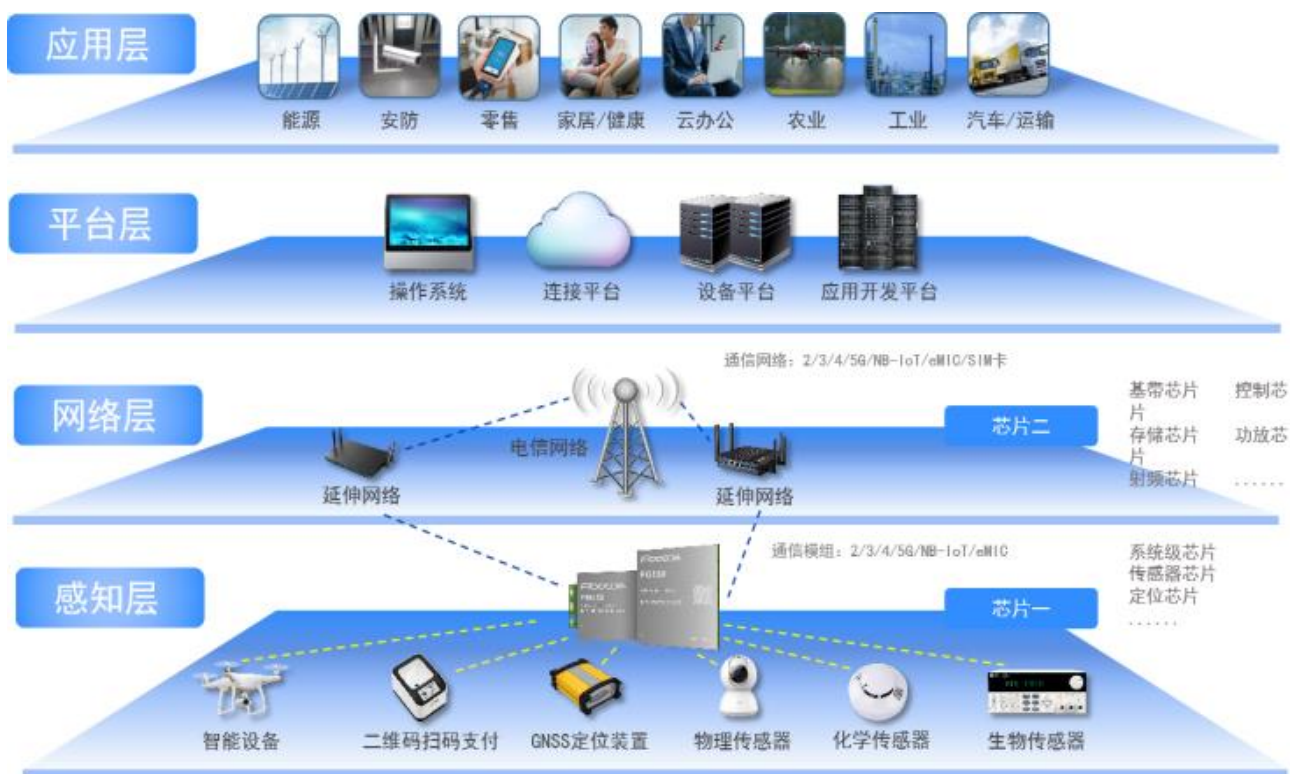 应用层
能源
安防
零售
家居/健康
云办公
农业
工业
汽车/运输
平台层
操作系统
连接平台
设备平台
应用开发平台
通信网络：2/3/4/5G/NB-IoT/eMIC/SIM卡
网络层
电信网络
延伸网络
延伸网络
芯片二
基带芯片 控制芯
片
存储芯片 功放芯
片
射频芯片 ......
通信模组：2/3/4/5G/NB-IoT/eMIC
感知层
芯片一
系统级芯片
传感器芯片
定位芯片
......
智能设备
二维码扫码支付
GNSS定位装置
物理传感器
化学传感器
生物传感器